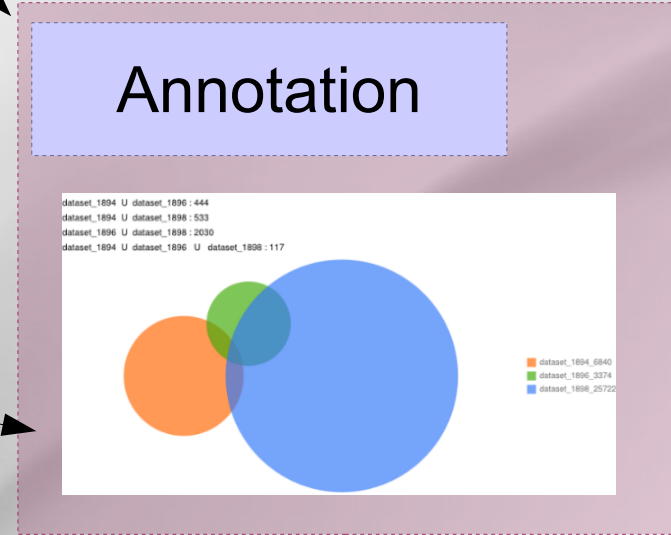 Annotation
dataset_1894 U dataset_1896 : 444
dataset_1894 U dataset_1898 : 533
dataset_1896 U dataset_1898 : 2030
dataset_1894 U dataset_1896 U dataset_1898 : 117
dataset_1894_6840
dataset_1896_3374
dataset_1898_25722